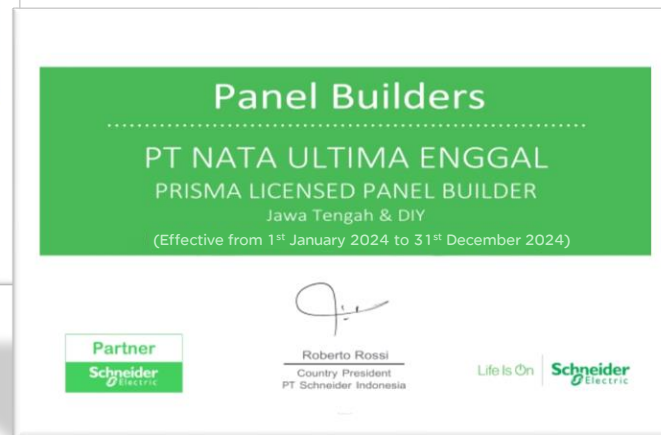 Panel Builders
PT NATA ULTIMA ENGGAL
PRISMA LICENSED PANEL BUILDER
Jawa Tengah & DIY
(Effective from 1st January 2024 to 31st December 2024)
Roberto Rossi
Country President
PT Schneider Indonesia
Partner
Schneider
Electric
Life Is On
Schneider
Electric